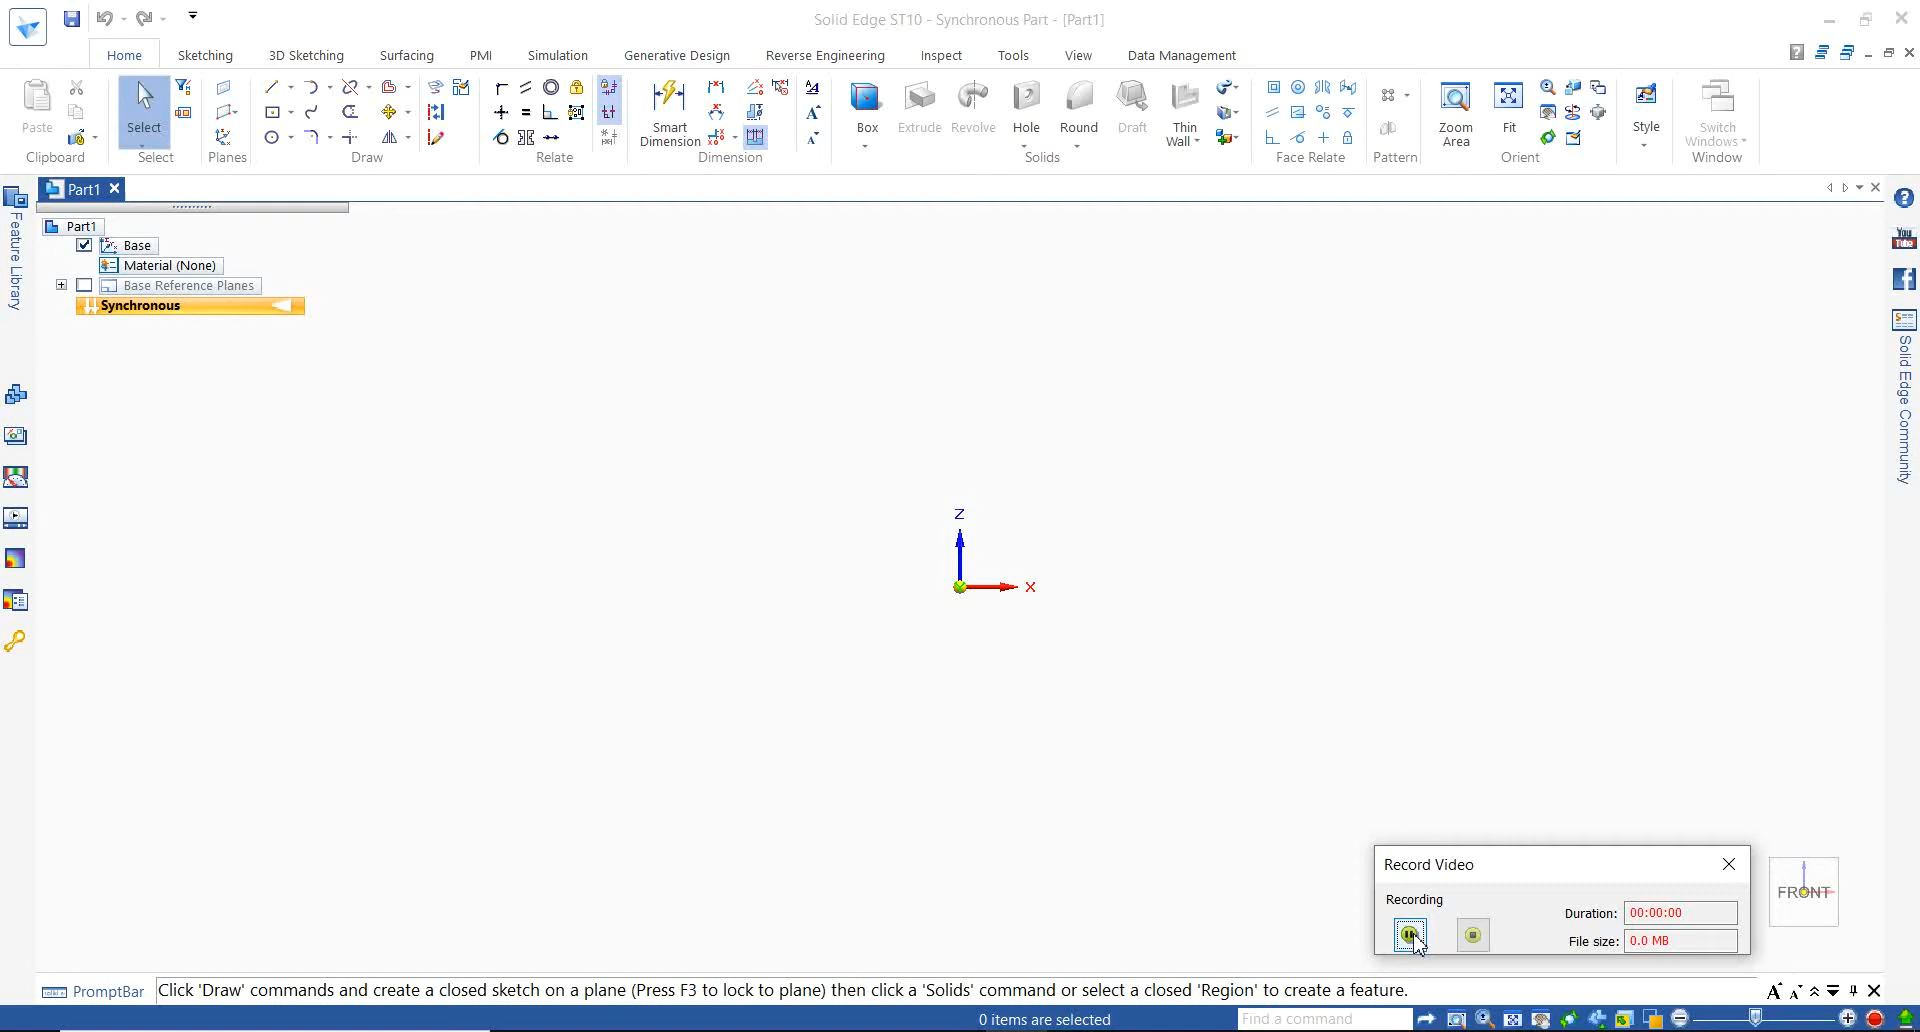 Solid Edge ST10 - Synchronous Part - [Part1]
Home Sketching 3D Sketching Surfacing PMI Simulation Generative Design Reverse Engineering Inspect Tools View Data Management
Paste Select Smart Dimension Box Extrude Revolve Hole Round Draft Thin Wall Zoom Area Fit Style Switch Windows
Clipboard Select Planes Draw Relate Dimension Solids Face Relate Pattern Orient Window
Part1
Feature Library
Part1
Base
Material (None)
Base Reference Planes
Synchronous
You Tube
Solid Edge Community
Z
X
Record Video
Recording
Duration: 00:00:00
File size: 0.0 MB
FRONT
PromptBar Click 'Draw' commands and create a closed sketch on a plane (Press F3 to lock to plane) then click a 'Solids' command or select a closed 'Region' to create a feature.
0 items are selected Find a command